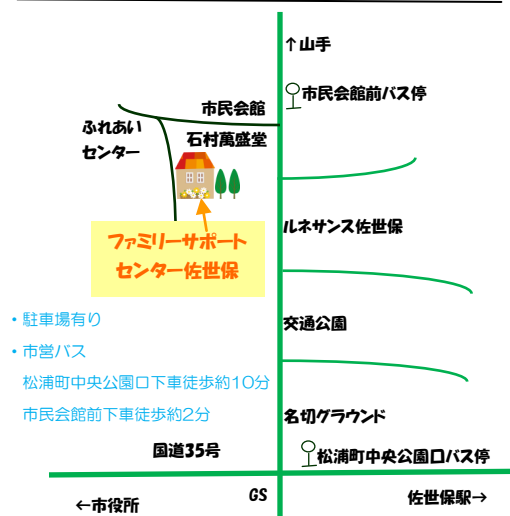 ↑山手
市民会館前バス停
市民会館
ふれあい
センター
石村萬盛堂
ルネサンス佐世保
ファミリーサポート
センター佐世保
・駐車場有り
・市営バス
松浦町中央公園口下車徒歩約10分
市民会館前下車徒歩約2分
交通公園
名切グラウンド
国道35号
松浦町中央公園口バス停
←市役所
GS
佐世保駅→